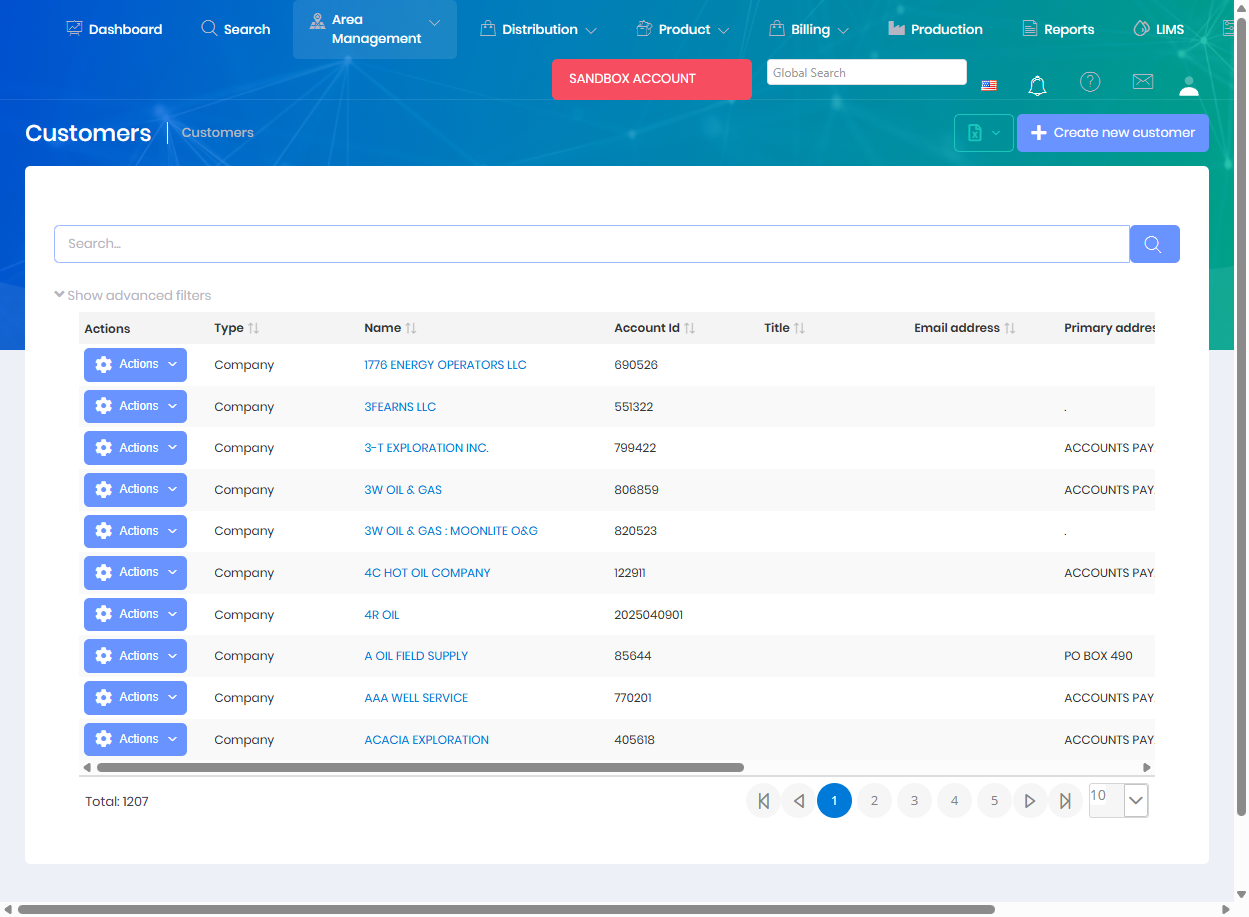 Dashboard
Search
Area
Management
Distribution
Product
Billing
Production
Reports
LIMS
SANDBOX ACCOUNT
Global Search
Customers
Customers
Create new customer
Search...
Show advanced filters
Actions Type Name Account Id Title Email address Primary addres
Actions Company 1776 ENERGY OPERATORS LLC 690526
Actions Company 3FEARNS LLC 551322 .
Actions Company 3-T EXPLORATION INC. 799422 ACCOUNTS PAY
Actions Company 3W OIL & GAS 806859 ACCOUNTS PAY
Actions Company 3W OIL & GAS : MOONLITE O&G 820523 .
Actions Company 4C HOT OIL COMPANY 122911 ACCOUNTS PAY
Actions Company 4R OIL 2025040901
Actions Company A OIL FIELD SUPPLY 85644 PO BOX 490
Actions Company AAA WELL SERVICE 770201 ACCOUNTS PAY
Actions Company ACACIA EXPLORATION 405618 ACCOUNTS PAY
Total: 1207
1 2 3 4 5
10